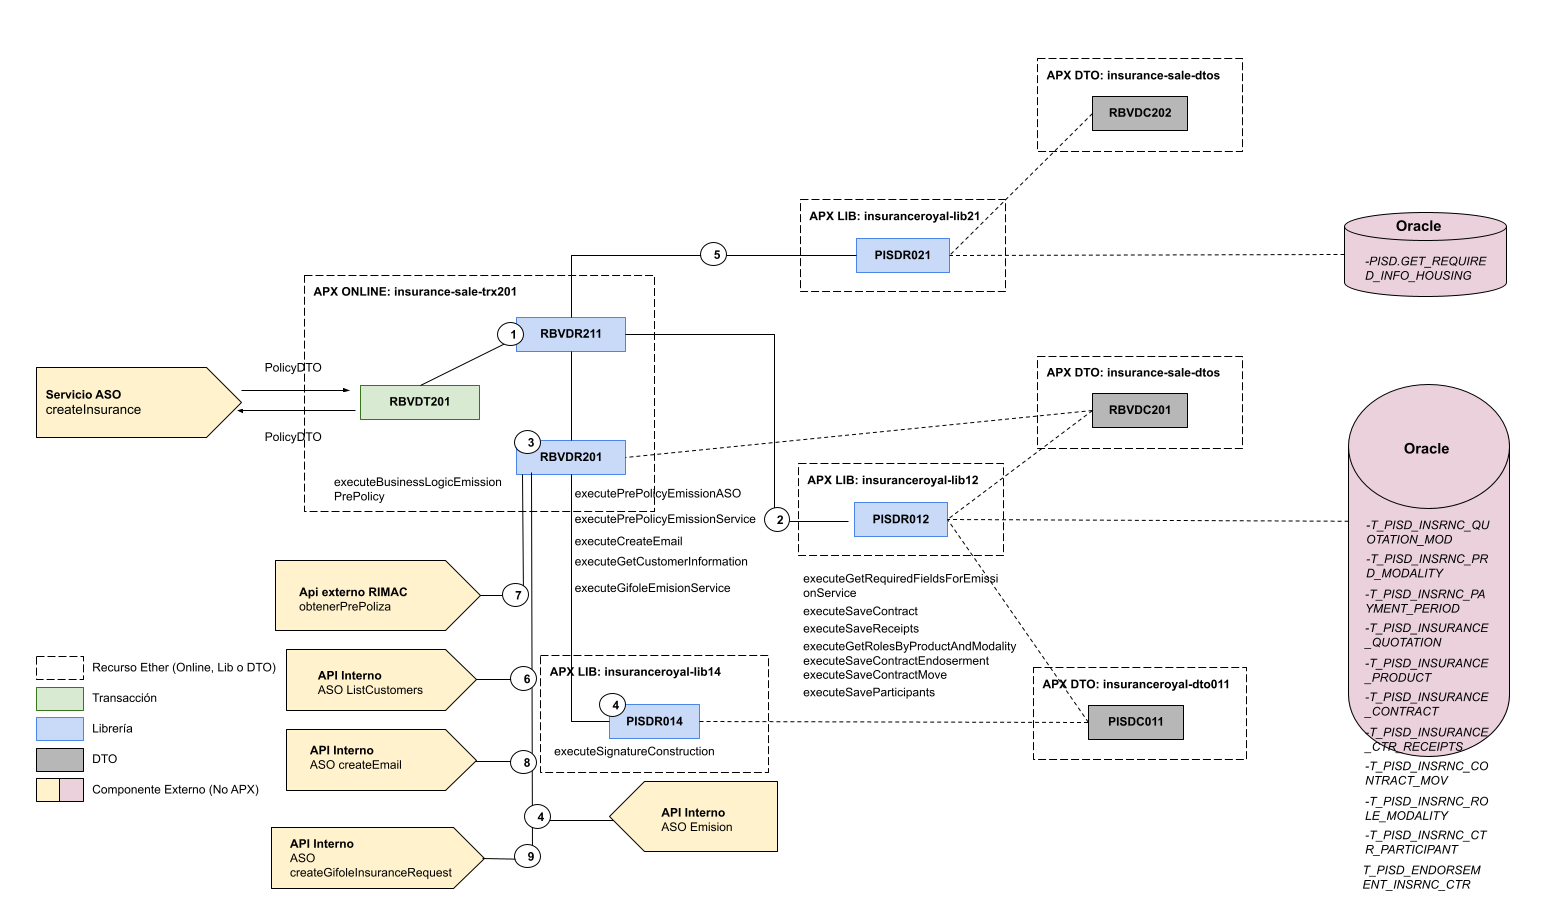 APX DTO: insurance-sale-dtos
RBVDC202
APX LIB: insuranceroyal-lib21
PISDR021
5
Oracle
-PISD.GET_REQUIRE
D_INFO_HOUSING
APX ONLINE: insurance-sale-trx201
1
RBVDR211
PolicyDTO
Servicio ASO
createInsurance
RBVDT201
PolicyDTO
3
RBVDR201
executeBusinessLogicEmission
PrePolicy
executePrePolicyEmissionASO
executePrePolicyEmissionService
executeCreateEmail
executeGetCustomerInformation
executeGifoleEmisionService
2
APX DTO: insurance-sale-dtos
RBVDC201
APX LIB: insuranceroyal-lib12
PISDR012
executeGetRequiredFieldsForEmissi
onService
executeSaveContract
executeSaveReceipts
executeGetRolesByProductAndModality
executeSaveContractEndoserment
executeSaveContractMove
executeSaveParticipants
Oracle
-T_PISD_INSRNC_QU
OTATION_MOD
-T_PISD_INSRNC_PR
D_MODALITY
-T_PISD_INSRNC_PA
YMENT_PERIOD
-T_PISD_INSURANCE
_QUOTATION
-T_PISD_INSURANCE
_PRODUCT
-T_PISD_INSURANCE
_CONTRACT
-T_PISD_INSURANCE
_CTR_RECEIPTS
-T_PISD_INSRNC_CO
NTRACT_MOV
-T_PISD_INSRNC_RO
LE_MODALITY
-T_PISD_INSRNC_CT
R_PARTICIPANT
T_PISD_ENDORSEM
ENT_INSRNC_CTR
Api externo RIMAC
obtenerPrePoliza
7
API Interno
ASO ListCustomers
6
API Interno
ASO createEmail
8
API Interno
ASO
createGifoleInsuranceRequest
9
4
API Interno
ASO Emision
APX LIB: insuranceroyal-lib14
4
PISDR014
executeSignatureConstruction
APX DTO: insuranceroyal-dto011
PISDC011
Recurso Ether (Online, Lib o DTO)
Transacción
Librería
DTO
Componente Externo (No APX)